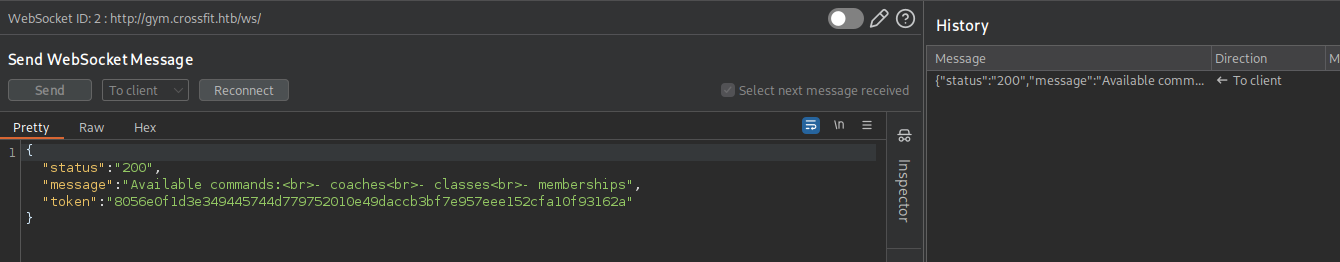 WebSocket ID: 2 : http://gym.crossfit.htb/ws/
Send WebSocket Message
Send To client Reconnect Select next message received
Pretty Raw Hex \n
1 {
"status":"200",
"message":"Available commands:<br>- coaches<br>- classes<br>- memberships",
"token":"8056e0f1d3e349445744d779752010e49daccb3bf7e957eee152cfa10f93162a"
}
Inspector
History
Message Direction M
{"status":"200","message":"Available comm... ← To client